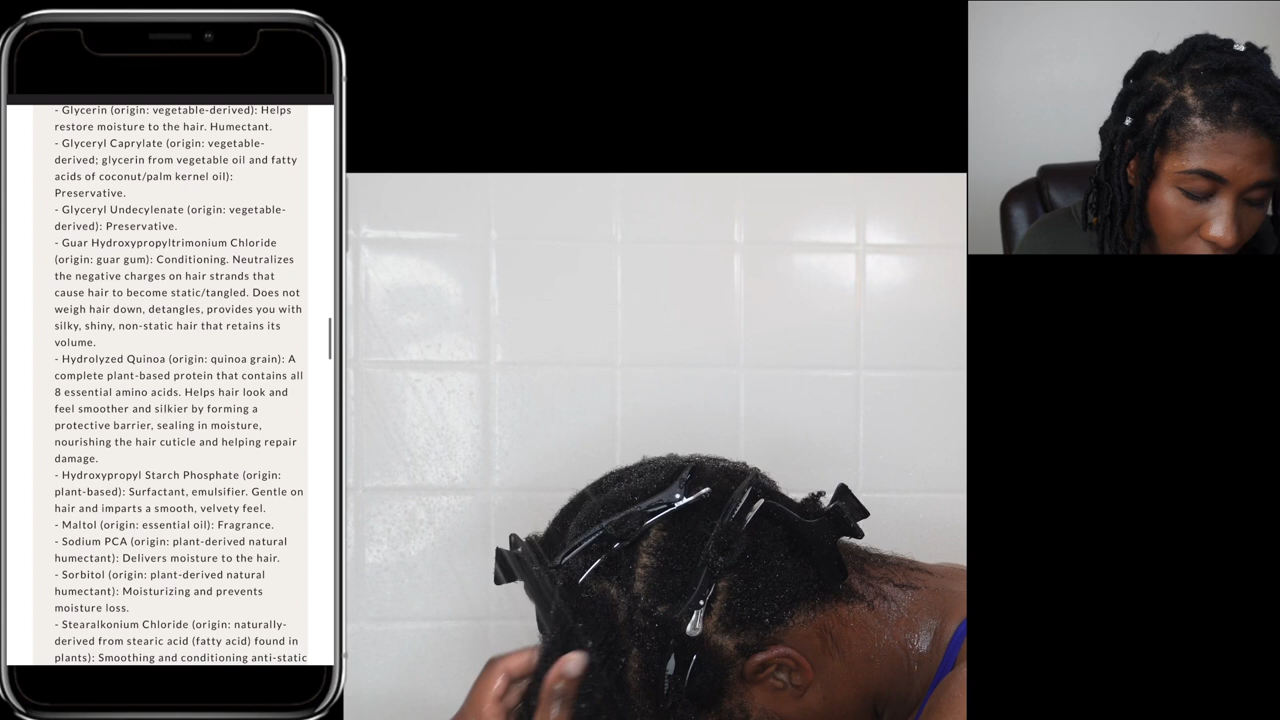 - Glycerin (origin: vegetable-derived): Helps
restore moisture to the hair. Humectant.
- Glyceryl Caprylate (origin: vegetable-
derived; glycerin from vegetable oil and fatty
acids of coconut/palm kernel oil):
Preservative.
- Glyceryl Undecylenate (origin: vegetable-
derived): Preservative.
- Guar Hydroxypropyltrimonium Chloride
(origin: guar gum): Conditioning. Neutralizes
the negative charges on hair strands that
cause hair to become static/tangled. Does not
weigh hair down, detangles, provides you with
silky, shiny, non-static hair that retains its
volume.
- Hydrolyzed Quinoa (origin: quinoa grain): A
complete plant-based protein that contains all
8 essential amino acids. Helps hair look and
feel smoother and silkier by forming a
protective barrier, sealing in moisture,
nourishing the hair cuticle and helping repair
damage.
- Hydroxypropyl Starch Phosphate (origin:
plant-based): Surfactant, emulsifier. Gentle on
hair and imparts a smooth, velvety feel.
- Maltol (origin: essential oil): Fragrance.
- Sodium PCA (origin: plant-derived natural
humectant): Delivers moisture to the hair.
- Sorbitol (origin: plant-derived natural
humectant): Moisturizing and prevents
moisture loss.
- Stearalkonium Chloride (origin: naturally-
derived from stearic acid (fatty acid) found in
plants): Smoothing and conditioning anti-static